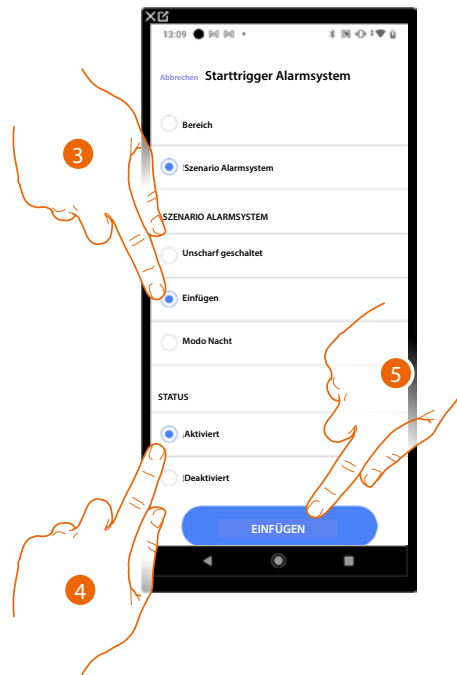 13:09
Abbrechen Starttrigger Alarmsystem
Bereich
Szenario Alarmsystem
SZENARIO ALARMSYSTEM
Unscharf geschaltet
3
Einfügen
Modo Nacht
5
STATUS
Aktiviert
Deaktiviert
EINFÜGEN
4